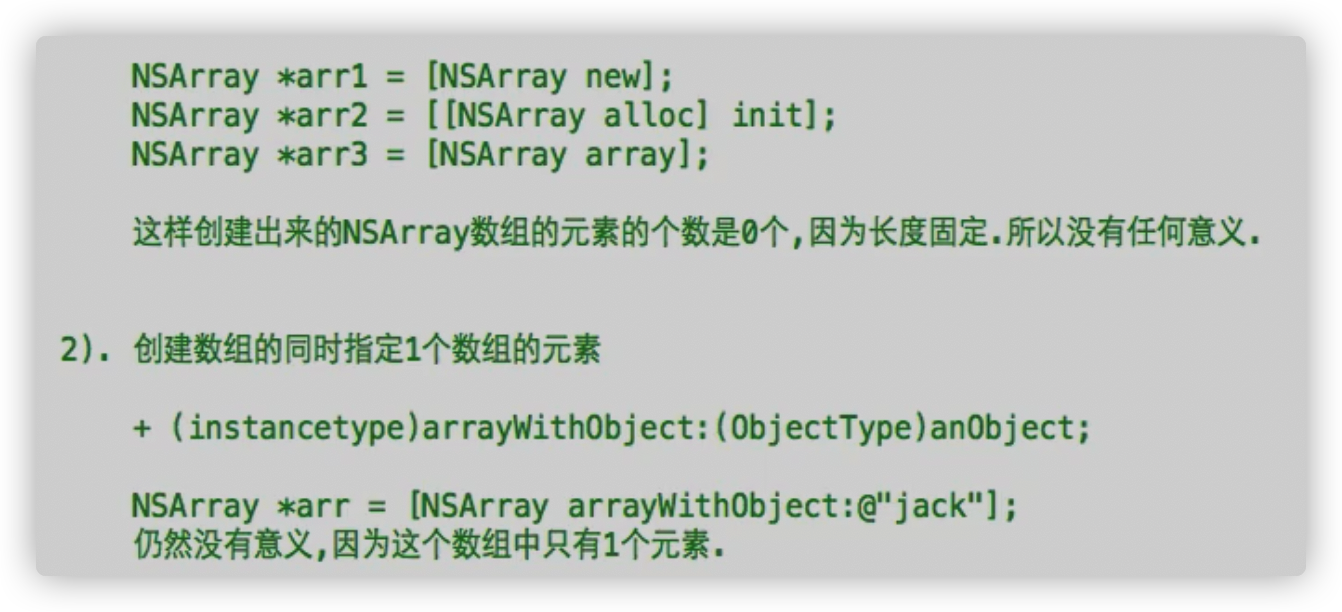 NSArray *arr1 = [NSArray new];
NSArray *arr2 = [[NSArray alloc] init];
NSArray *arr3 = [NSArray array];
这样创建出来的NSArray数组的元素的个数是0个,因为长度固定.所以没有任何意义.
2). 创建数组的同时指定1个数组的元素
+ (instancetype)arrayWithObject:(ObjectType)anObject;
NSArray *arr = [NSArray arrayWithObject:@"jack"];
仍然没有意义,因为这个数组中只有1个元素.